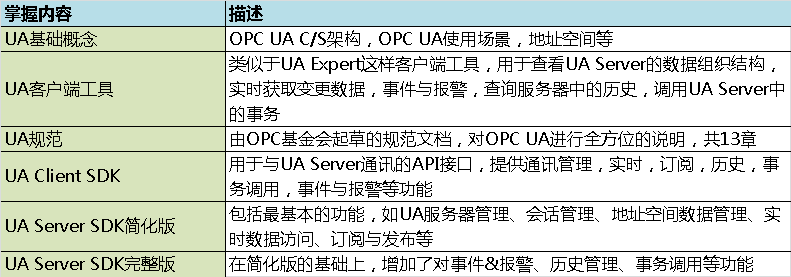 掌握内容
描述
UA基础概念
OPC UA C/S架构，OPC UA使用场景，地址空间等
UA客户端工具
类似于UA Expert这样客户端工具，用于查看UA Server的数据组织结构，
实时获取变更数据，事件与报警，查询服务器中的历史，调用UA Server中
的事务
UA规范
由OPC基金会起草的规范文档，对OPC UA进行全方位的说明，共13章
UA Client SDK
用于与UA Server通讯的API接口，提供通讯管理，实时，订阅，历史，事
务调用，事件与报警等功能
UA Server SDK简化版
包括最基本的功能，如UA服务器管理、会话管理、地址空间数据管理、实
时数据访问、订阅与发布等
UA Server SDK完整版
在简化版的基础上，增加了对事件&报警、历史管理、事务调用等功能